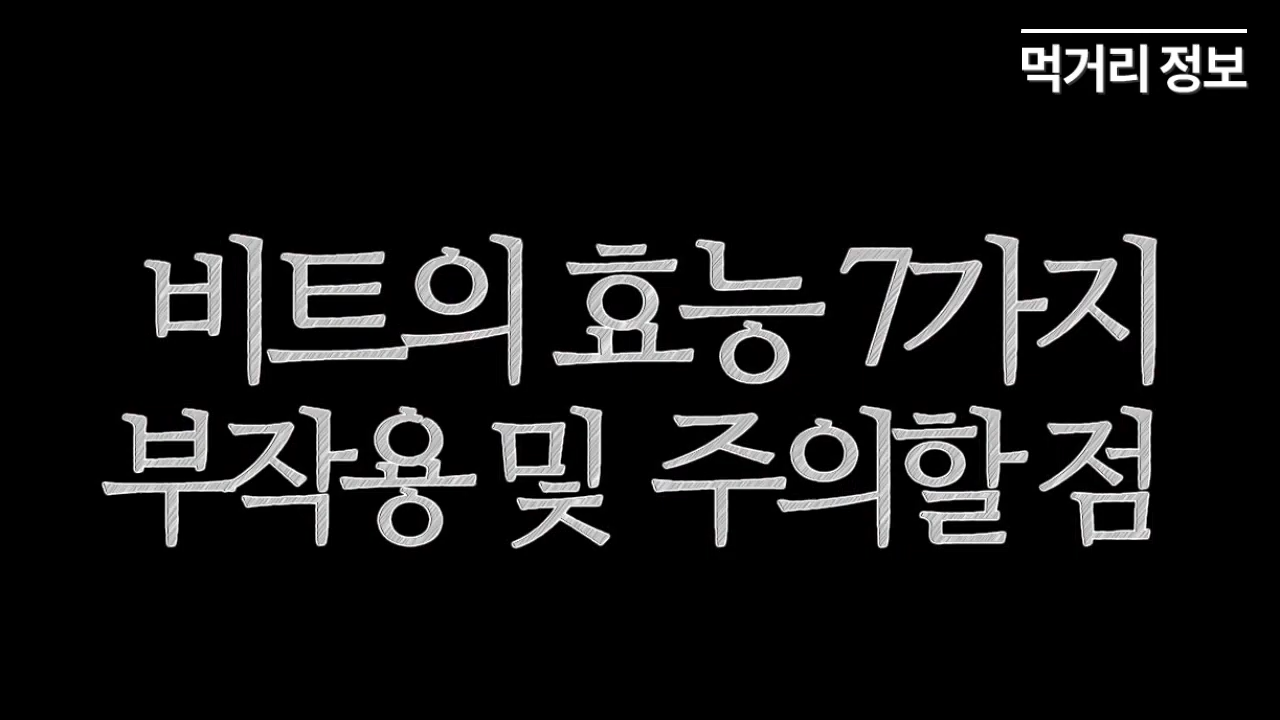 먹거리 정보
비트의 효능 7가지
부작용 및 주의할 점